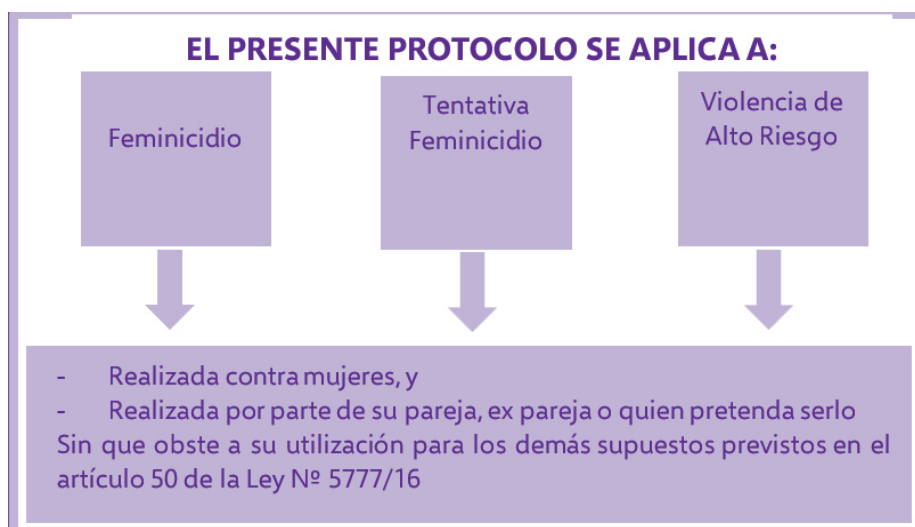 EL PRESENTE PROTOCOLO SE APLICA A:
Feminicidio
Tentativa
Feminicidio
Violencia de
Alto Riesgo
- Realizada contra mujeres, y
- Realizada por parte de su pareja, ex pareja o quien pretenda serlo
Sin que obste a su utilización para los demás supuestos previstos en el
artículo 50 de la Ley Nº 5777/16